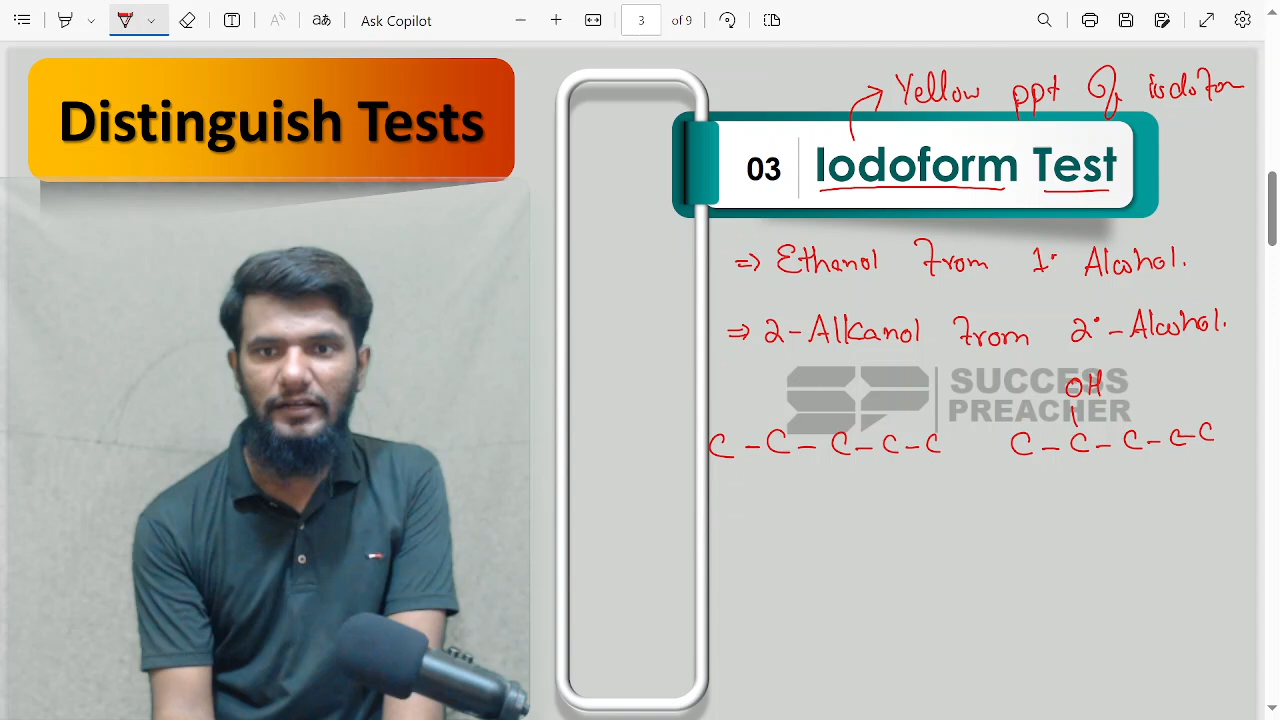 Ask Copilot
3 of 9
Distinguish Tests
Yellow ppt Of iodofom
03 Iodoform Test
=> Ethanol From 1° Alcohol.
=> 2-Alkanol From 2°-Alcohol.
SUCCESS
PREACHER
OH
C-C-C-C-C C-C-C-C-C